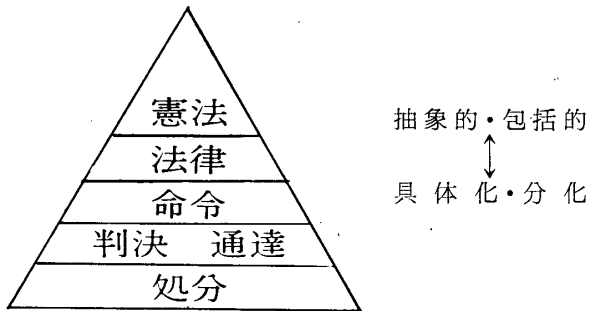 憲法
法律
命令
判決 通達
処分
抽象的・包括的
↕
具体化・分化